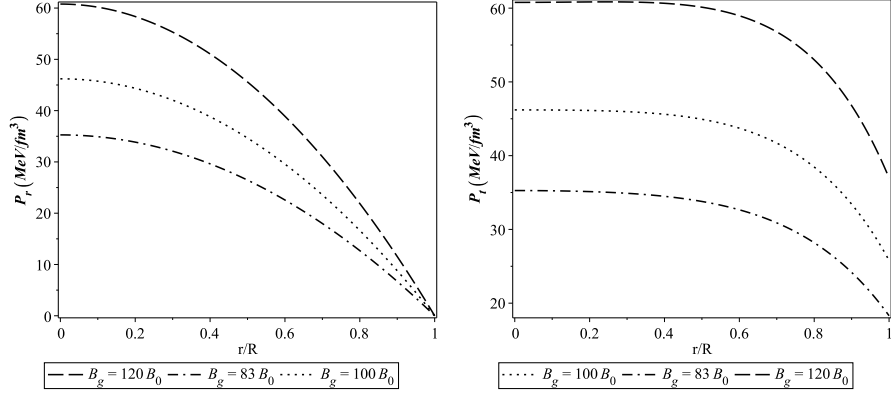 P_r (MeV/fm^3)
60
50
40
30
20
10
0
0 0.2 0.4 0.6 0.8 1
r/R
B_g = 120 B_0 B_g = 83 B_0 B_g = 100 B_0
P_t (MeV/fm^3)
60
50
40
30
20
0 0.2 0.4 0.6 0.8 1
r/R
B_g = 100 B_0 B_g = 83 B_0 B_g = 120 B_0